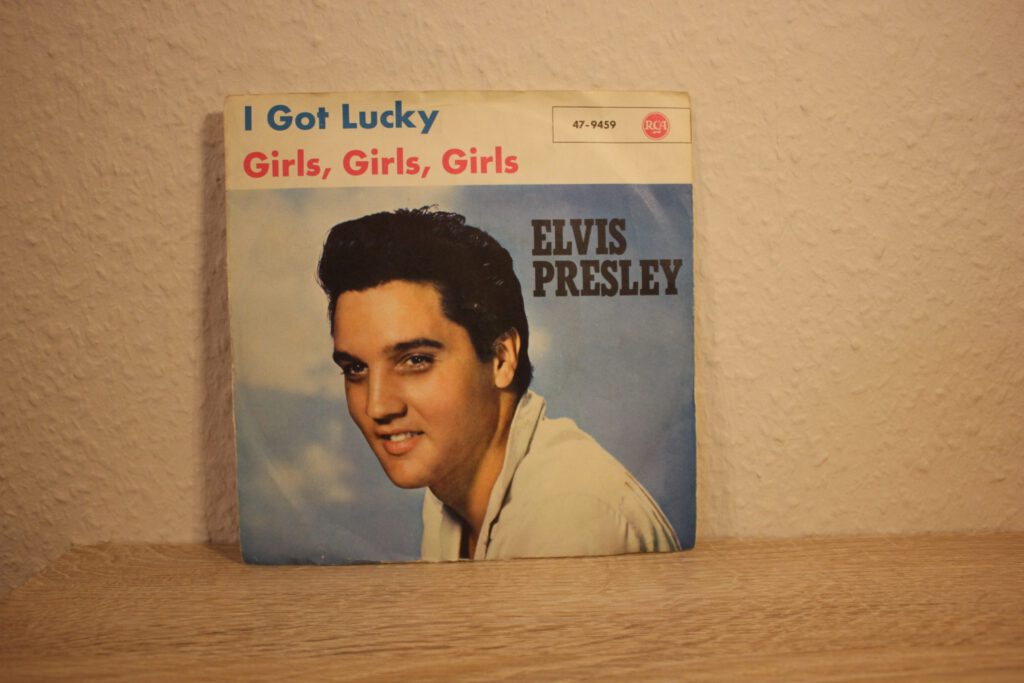 I Got Lucky
47-9459
RCA
Girls, Girls, Girls
ELVIS
PRESLEY